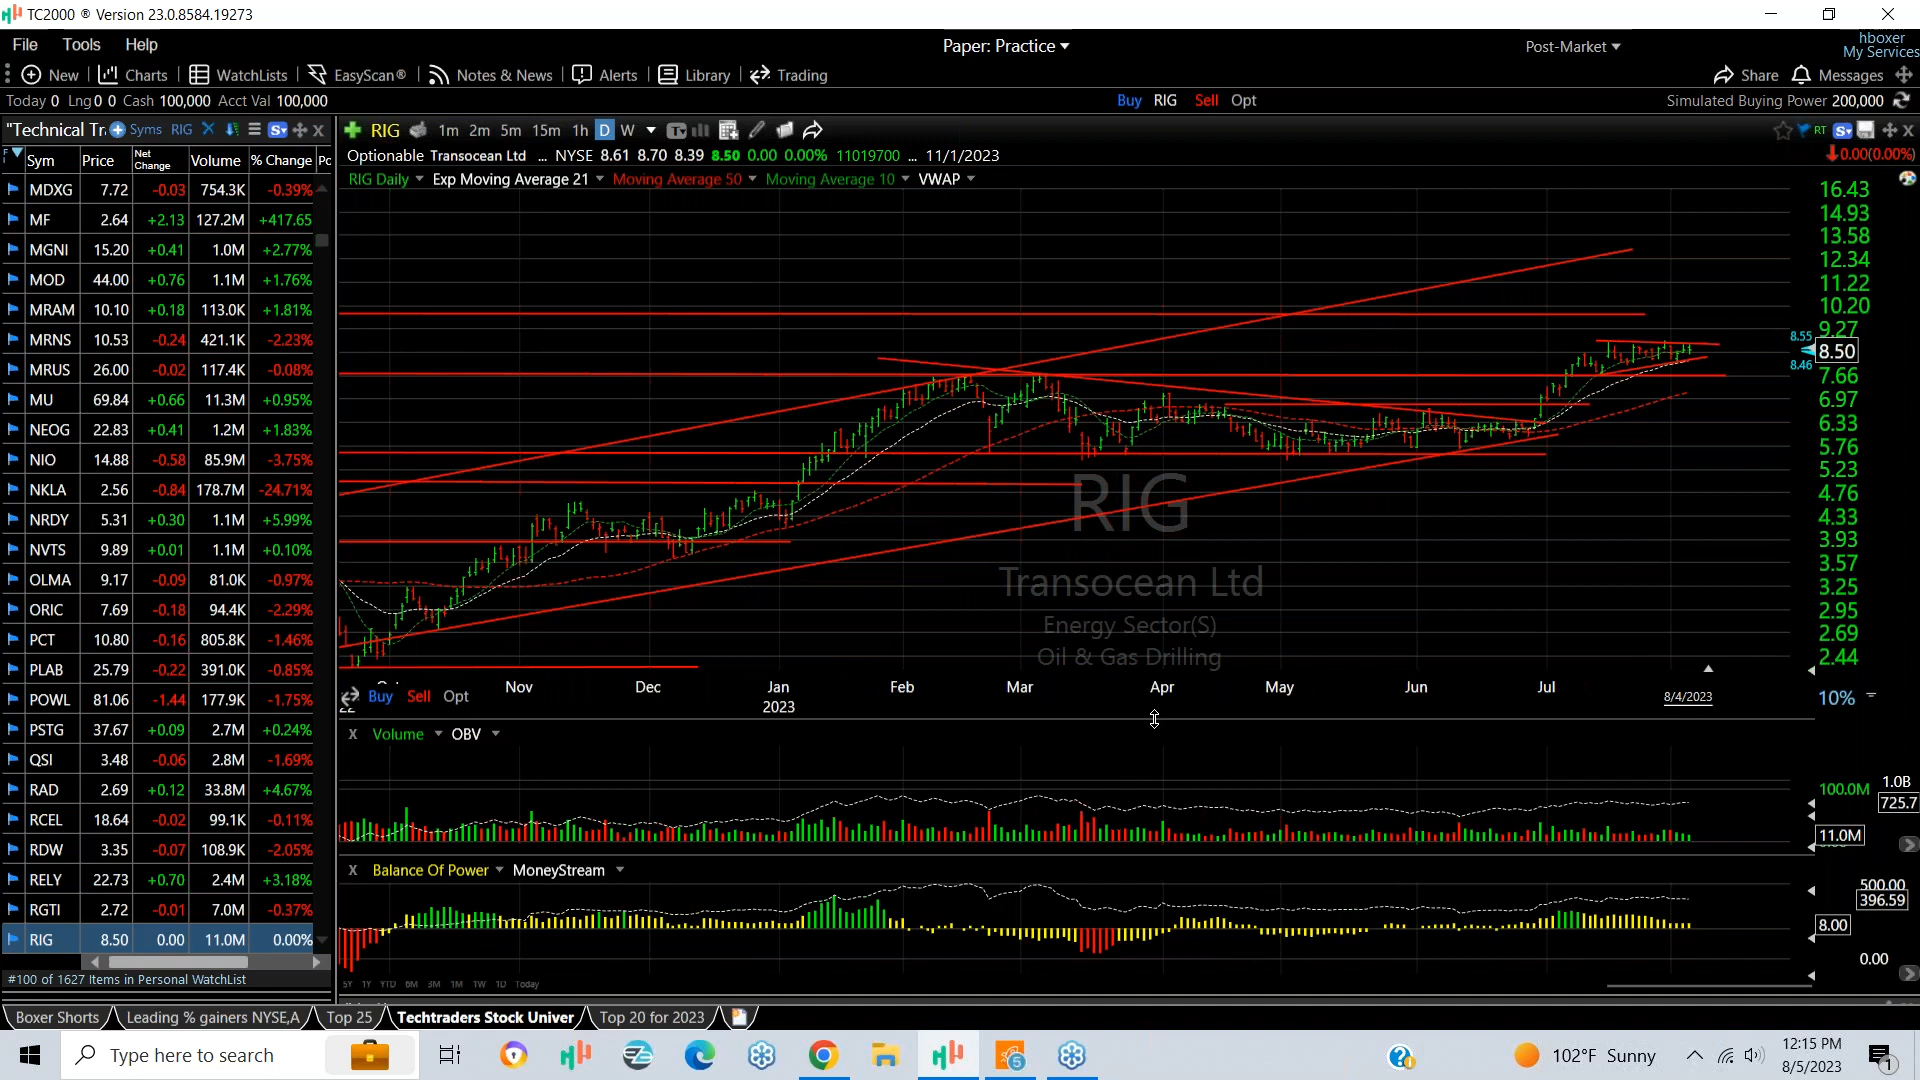 TC2000 ® Version 23.0.8584.19273
File Tools Help
Paper: Practice
Post-Market
hboxer
My Services
New Charts WatchLists EasyScan® Notes & News Alerts Library Trading
Share Messages
Today 0 Lng 0 0 Cash 100,000 Acct Val 100,000
Buy RIG Sell Opt
Simulated Buying Power 200,000
"Technical Tr Syms RIG
RIG 1m 2m 5m 15m 1h D W
RT
Optionable Transocean Ltd ... NYSE 8.61 8.70 8.39 8.50 0.00 0.00% 11019700 ... 11/1/2023
0.00(0.00%)
RIG Daily Exp Moving Average 21 Moving Average 50 Moving Average 10 VWAP
Sym Price Net Change Volume % Change Pc
MDXG 7.72 -0.03 754.3K -0.39%
MF 2.64 +2.13 127.2M +417.65
MGNI 15.20 +0.41 1.0M +2.77%
MOD 44.00 +0.76 1.1M +1.76%
MRAM 10.10 +0.18 113.0K +1.81%
MRNS 10.53 -0.24 421.1K -2.23%
MRUS 26.00 -0.02 117.4K -0.08%
MU 69.84 +0.66 11.3M +0.95%
NEOG 22.83 +0.41 1.2M +1.83%
NIO 14.88 -0.58 85.9M -3.75%
NKLA 2.56 -0.84 178.7M -24.71%
NRDY 5.31 +0.30 1.1M +5.99%
NVTS 9.89 +0.01 1.1M +0.10%
OLMA 9.17 -0.09 81.0K -0.97%
ORIC 7.69 -0.18 94.4K -2.29%
PCT 10.80 -0.16 805.8K -1.46%
PLAB 25.79 -0.22 391.0K -0.85%
POWL 81.06 -1.44 177.9K -1.75%
PSTG 37.67 +0.09 2.7M +0.24%
QSI 3.48 -0.06 2.8M -1.69%
RAD 2.69 +0.12 33.8M +4.67%
RCEL 18.64 -0.02 99.1K -0.11%
RDW 3.35 -0.07 108.9K -2.05%
RELY 22.73 +0.70 2.4M +3.18%
RGTI 2.72 -0.01 7.0M -0.37%
RIG 8.50 0.00 11.0M 0.00%
#100 of 1627 Items in Personal WatchList
16.43
14.93
13.58
12.34
11.22
10.20
9.27
8.55
8.50
8.46
7.66
6.97
6.33
5.76
5.23
4.76
4.33
3.93
3.57
3.25
2.95
2.69
2.44
RIG
Transocean Ltd
Energy Sector(S)
Oil & Gas Drilling
Nov Dec Jan Feb Mar Apr May Jun Jul
22 2023 8/4/2023
Buy Sell Opt
10%
X Volume OBV
1.0B
100.0M
725.7
11.0M
X Balance Of Power MoneyStream
500.00
396.59
8.00
0.00
5Y 1Y YTD 6M 3M 1M 1W 1D Today
Boxer Shorts Leading % gainers NYSE,A Top 25 Techtraders Stock Univer Top 20 for 2023
Type here to search
5
102°F Sunny
12:15 PM
8/5/2023
1